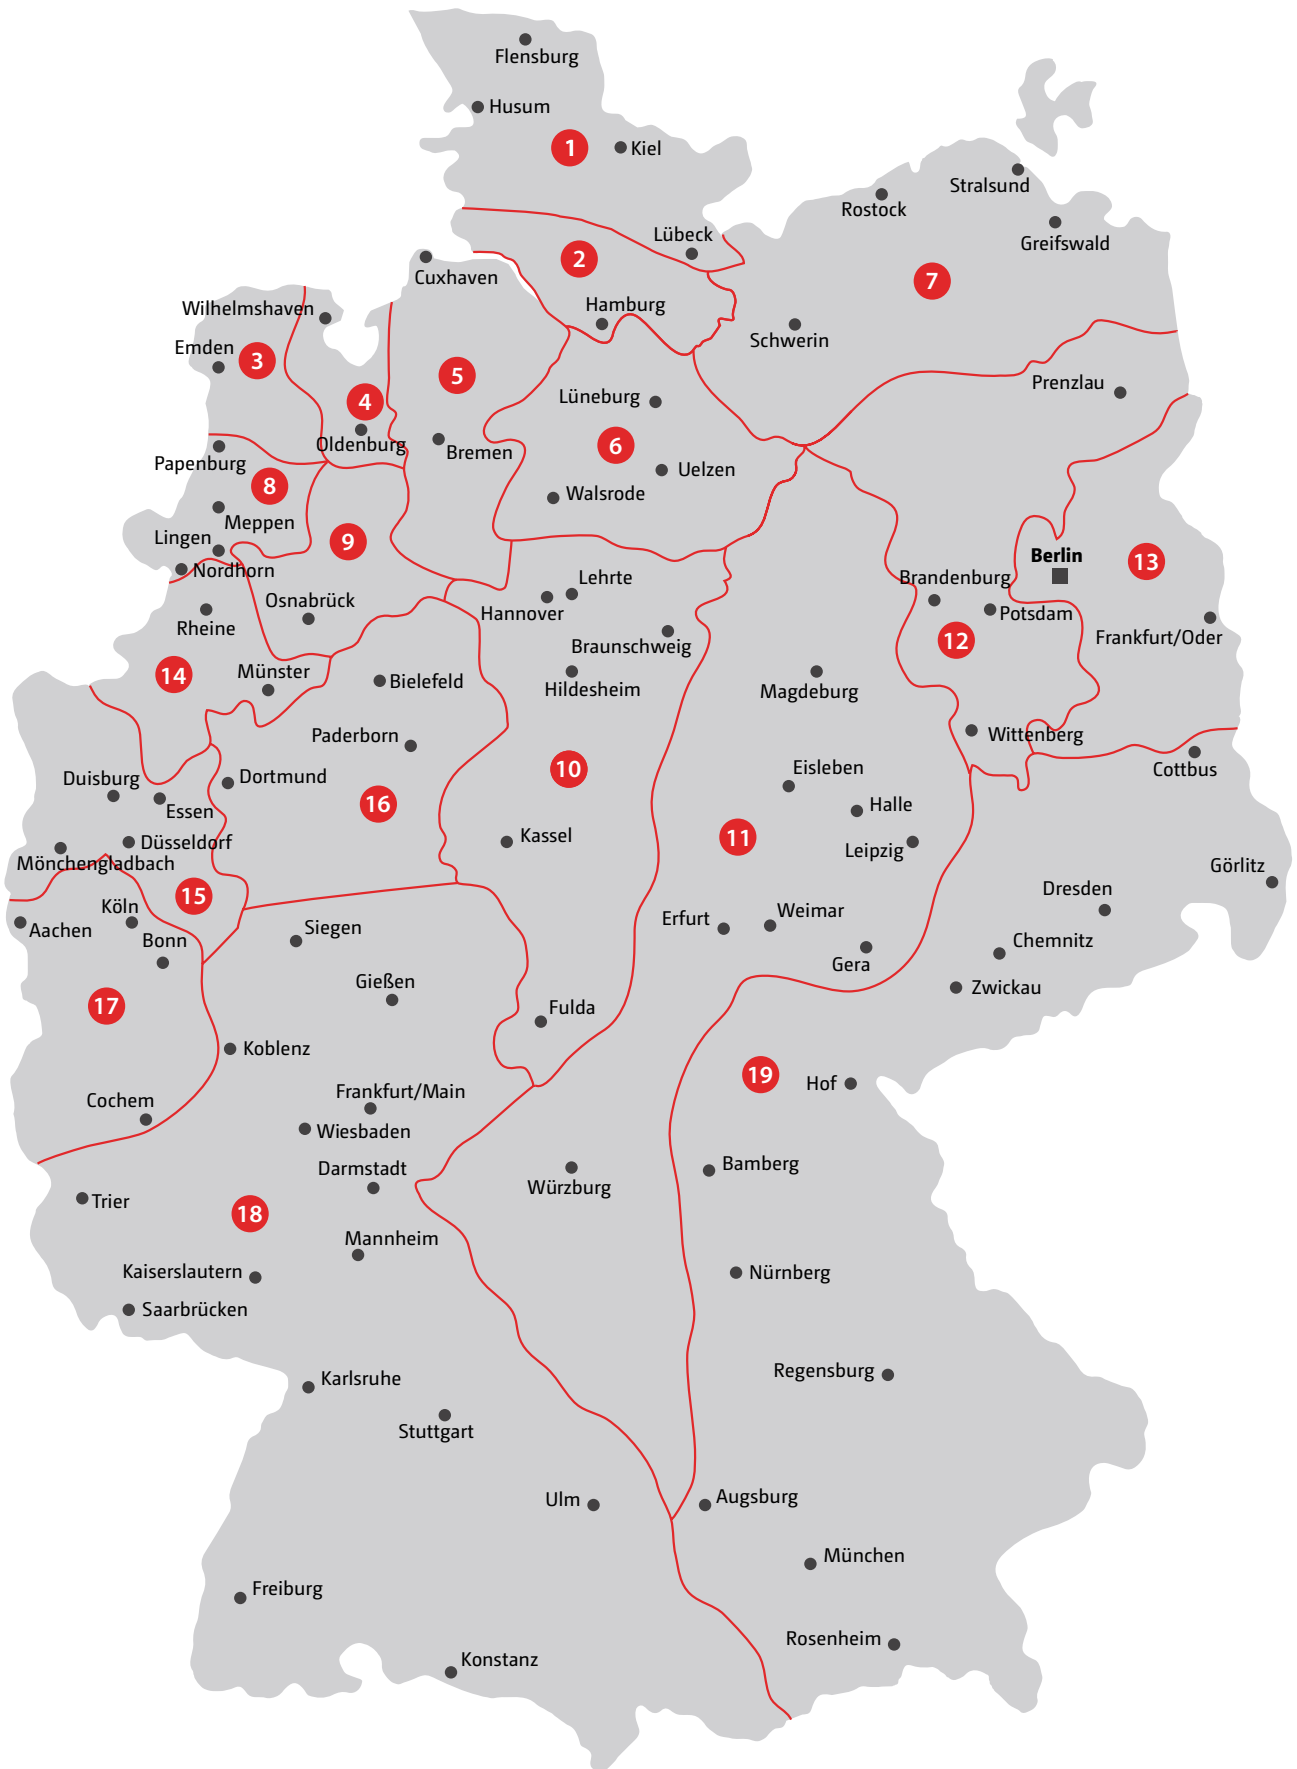 Flensburg
Husum
1
Kiel
Stralsund
Rostock
Greifswald
Lübeck
2
Cuxhaven
7
Wilhelmshaven
Hamburg
Schwerin
Emden
3
5
Prenzlau
Lüneburg
4
Oldenburg
6
Bremen
Papenburg
Uelzen
8
Walsrode
Meppen
Lingen
9
Berlin
13
Nordhorn
Lehrte
Brandenburg
Osnabrück
Hannover
Potsdam
Rheine
Braunschweig
12
Frankfurt/Oder
14
Münster
Bielefeld
Hildesheim
Magdeburg
Paderborn
Wittenberg
10
Cottbus
Duisburg
Dortmund
Eisleben
Essen
16
Halle
Düsseldorf
Kassel
11
Leipzig
Mönchengladbach
Görlitz
15
Dresden
Köln
Aachen
Bonn
Siegen
Erfurt
Weimar
Chemnitz
Gera
Gießen
Zwickau
17
Fulda
Koblenz
19
Hof
Frankfurt/Main
Cochem
Wiesbaden
Darmstadt
Würzburg
Bamberg
Trier
18
Mannheim
Kaiserslautern
Nürnberg
Saarbrücken
Karlsruhe
Regensburg
Stuttgart
Ulm
Augsburg
München
Freiburg
Rosenheim
Konstanz